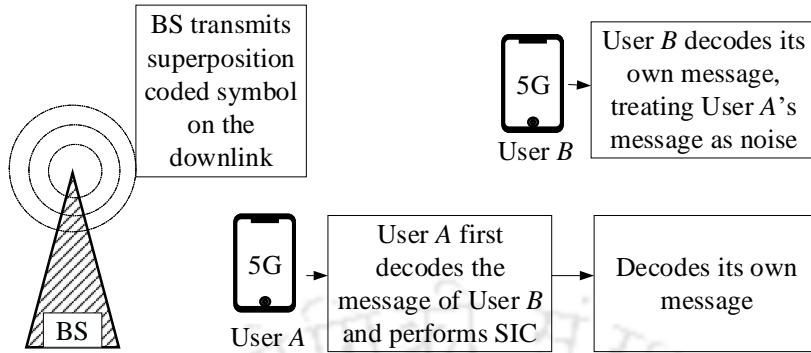 BS transmits
superposition
coded symbol
on the
downlink
5G
User B
User B decodes its
own message,
treating User A's
message as noise
BS
5G
User A
User A first
decodes the
message of User B
and performs SIC
Decodes its own
message